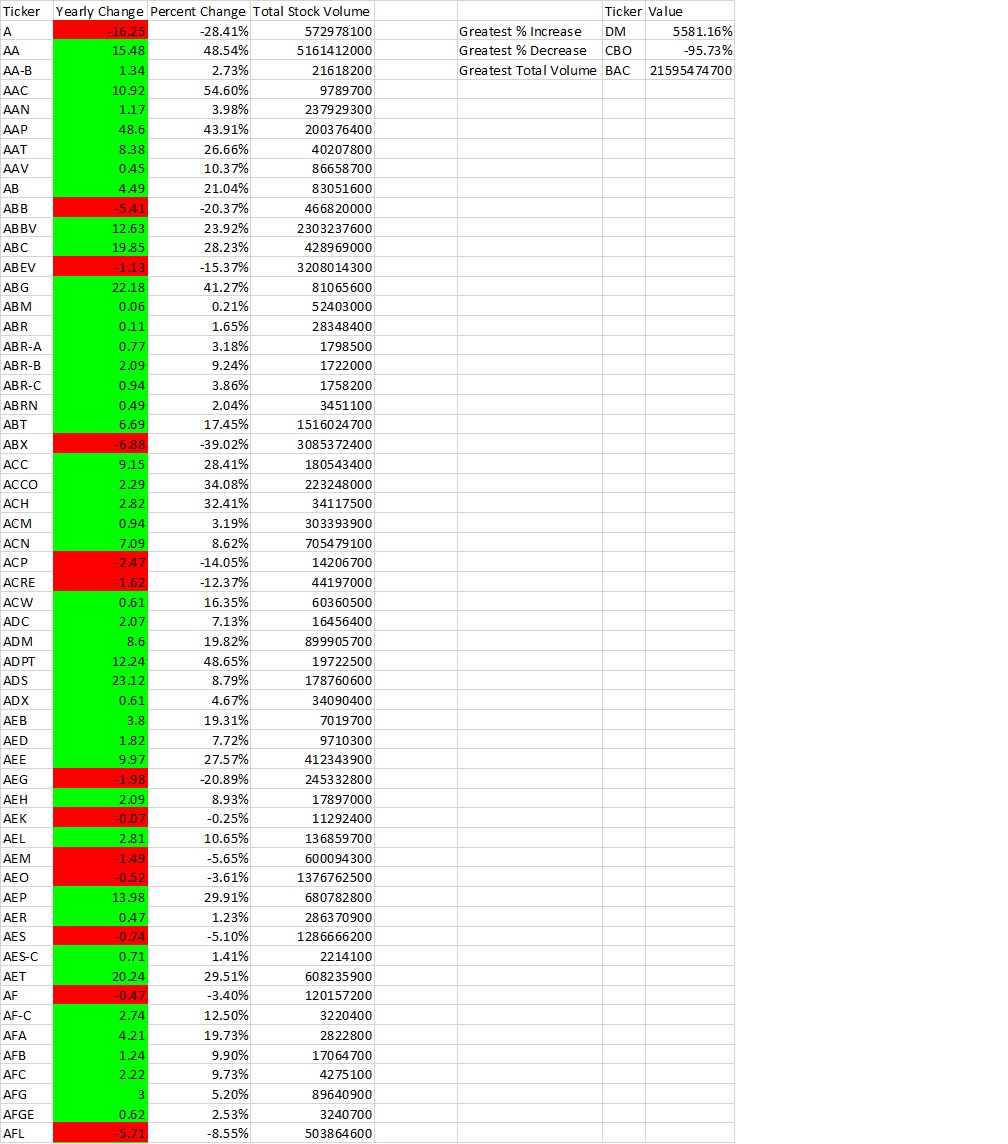 Ticker Yearly Change Percent Change Total Stock Volume Ticker Value
A -16.25 -28.41% 572978100 Greatest % Increase DM 5581.16%
AA 15.48 48.54% 5161412000 Greatest % Decrease CBO -95.73%
AA-B 1.34 2.73% 21618200 Greatest Total Volume BAC 21595474700
AAC 10.92 54.60% 9789700
AAN 1.17 3.98% 237929300
AAP 48.6 43.91% 200376400
AAT 8.38 26.66% 40207800
AAV 0.45 10.37% 86658700
AB 4.49 21.04% 83051600
ABB -5.41 -20.37% 466820000
ABBV 12.63 23.92% 2303237600
ABC 19.85 28.23% 428969000
ABEV -1.13 -15.37% 3208014300
ABG 22.18 41.27% 81065600
ABM 0.06 0.21% 52403000
ABR 0.11 1.65% 28348400
ABR-A 0.77 3.18% 1798500
ABR-B 2.09 9.24% 1722000
ABR-C 0.94 3.86% 1758200
ABRN 0.49 2.04% 3451100
ABT 6.69 17.45% 1516024700
ABX -6.88 -39.02% 3085372400
ACC 9.15 28.41% 180543400
ACCO 2.29 34.08% 223248000
ACH 2.82 32.41% 34117500
ACM 0.94 3.19% 303393900
ACN 7.09 8.62% 705479100
ACP -2.47 -14.05% 14206700
ACRE -1.62 -12.37% 44197000
ACW 0.61 16.35% 60360500
ADC 2.07 7.13% 16456400
ADM 8.6 19.82% 899905700
ADPT 12.24 48.65% 19722500
ADS 23.12 8.79% 178760600
ADX 0.61 4.67% 34090400
AEB 3.8 19.31% 7019700
AED 1.82 7.72% 9710300
AEE 9.97 27.57% 412343900
AEG -1.98 -20.89% 245332800
AEH 2.09 8.93% 17897000
AEK -0.07 -0.25% 11292400
AEL 2.81 10.65% 136859700
AEM -1.49 -5.65% 600094300
AEO -0.52 -3.61% 1376762500
AEP 13.98 29.91% 680782800
AER 0.47 1.23% 286370900
AES -0.74 -5.10% 1286666200
AES-C 0.71 1.41% 2214100
AET 20.24 29.51% 608235900
AF -0.47 -3.40% 120157200
AF-C 2.74 12.50% 3220400
AFA 4.21 19.73% 2822800
AFB 1.24 9.90% 17064700
AFC 2.22 9.73% 4275100
AFG 3 5.20% 89640900
AFGE 0.62 2.53% 3240700
AFL -5.71 -8.55% 503864600